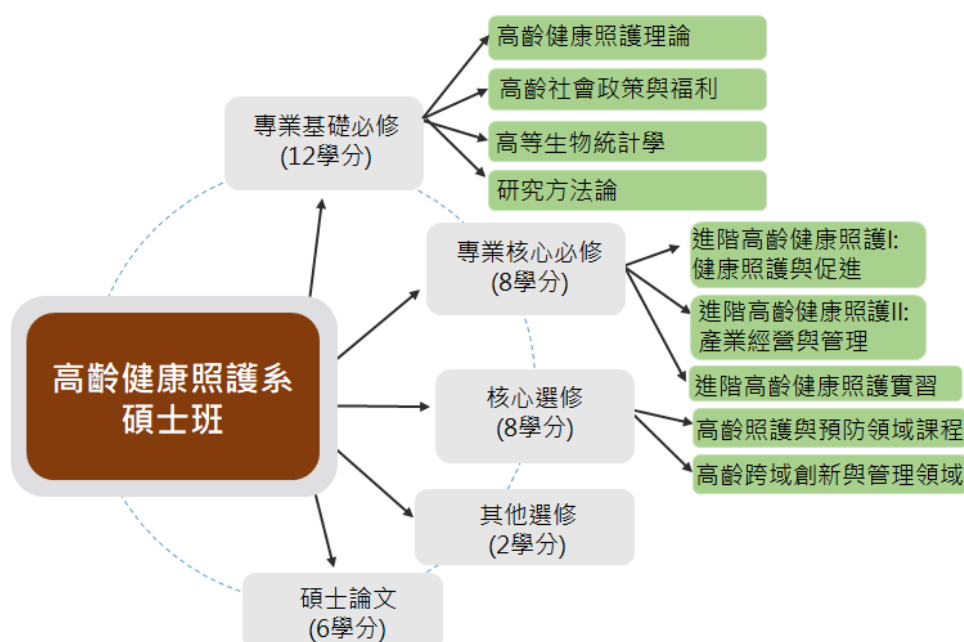 高齡健康照護系
碩士班
專業基礎必修
(12學分)
高齡健康照護理論
高齡社會政策與福利
高等生物統計學
研究方法論
專業核心必修
(8學分)
進階高齡健康照護I:
健康照護與促進
進階高齡健康照護II:
產業經營與管理
進階高齡健康照護實習
核心選修
(8學分)
高齡照護與預防領域課程
高齡跨域創新與管理領域
其他選修
(2學分)
碩士論文
(6學分)